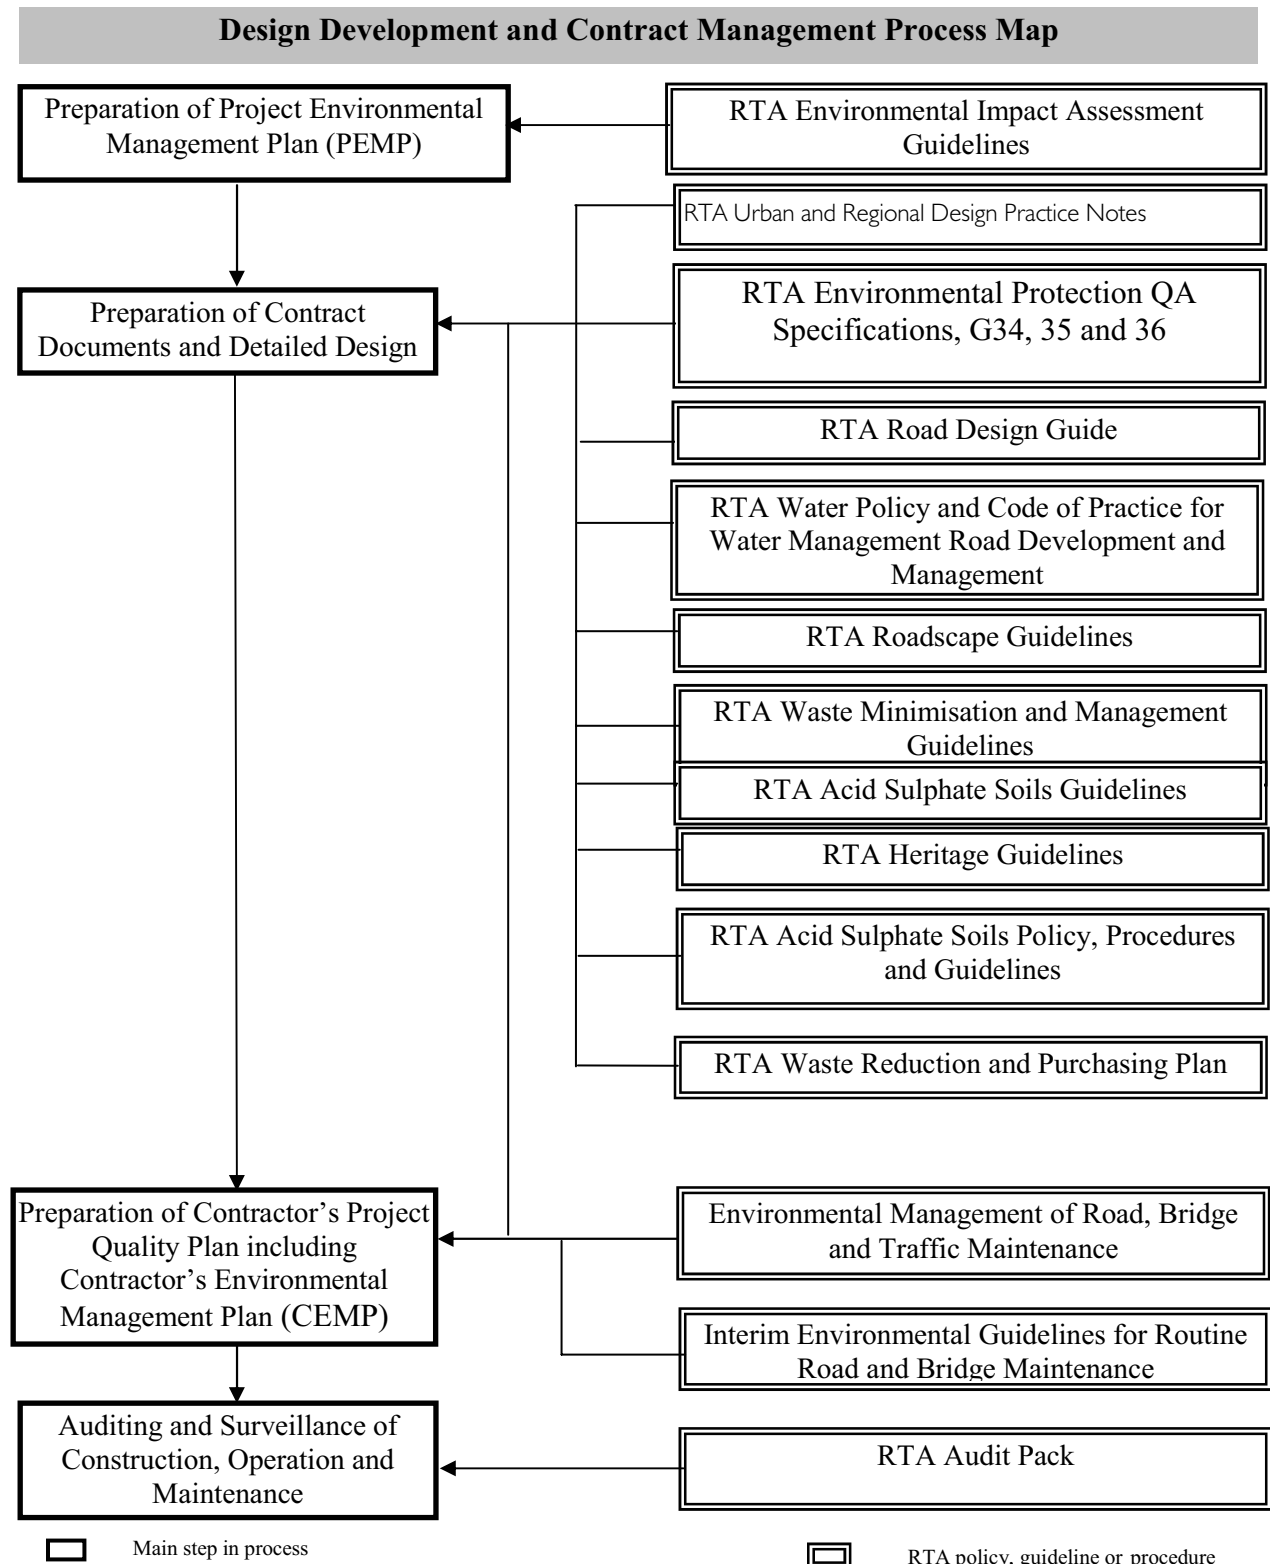 Design Development and Contract Management Process Map
Preparation of Project Environmental
Management Plan (PEMP)
RTA Environmental Impact Assessment
Guidelines
RTA Urban and Regional Design Practice Notes
Preparation of Contract
Documents and Detailed Design
RTA Environmental Protection QA
Specifications, G34, 35 and 36
RTA Road Design Guide
RTA Water Policy and Code of Practice for
Water Management Road Development and
Management
RTA Roadscape Guidelines
RTA Waste Minimisation and Management
Guidelines
RTA Acid Sulphate Soils Guidelines
RTA Heritage Guidelines
RTA Acid Sulphate Soils Policy, Procedures
and Guidelines
RTA Waste Reduction and Purchasing Plan
Preparation of Contractor’s Project
Quality Plan including
Contractor’s Environmental
Management Plan (CEMP)
Environmental Management of Road, Bridge
and Traffic Maintenance
Interim Environmental Guidelines for Routine
Road and Bridge Maintenance
Auditing and Surveillance of
Construction, Operation and
Maintenance
RTA Audit Pack
Main step in process
RTA policy, guideline or procedure